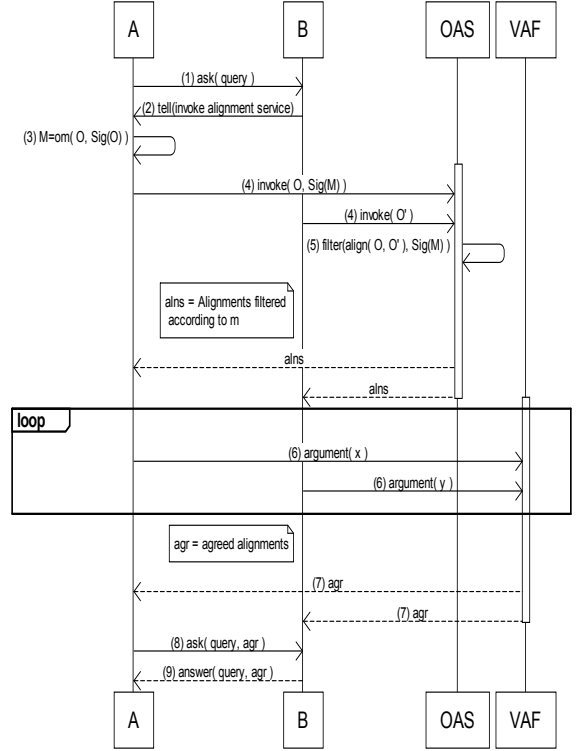 A B OAS VAF
(1) ask( query )
(2) tell(invoke alignment service)
(3) M=om( O, Sig(O) )
(4) invoke( O, Sig(M) )
(4) invoke( O' )
(5) filter(align( O, O' ), Sig(M) )
alns = Alignments filtered
according to m
alns
alns
loop
(6) argument( x )
(6) argument( y )
agr = agreed alignments
(7) agr
(7) agr
(8) ask( query, agr )
(9) answer( query, agr )
A B OAS VAF